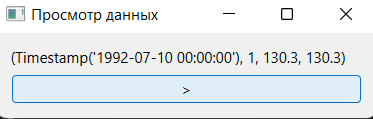 Просмотр данных
(Timestamp('1992-07-10 00:00:00'), 1, 130.3, 130.3)
>